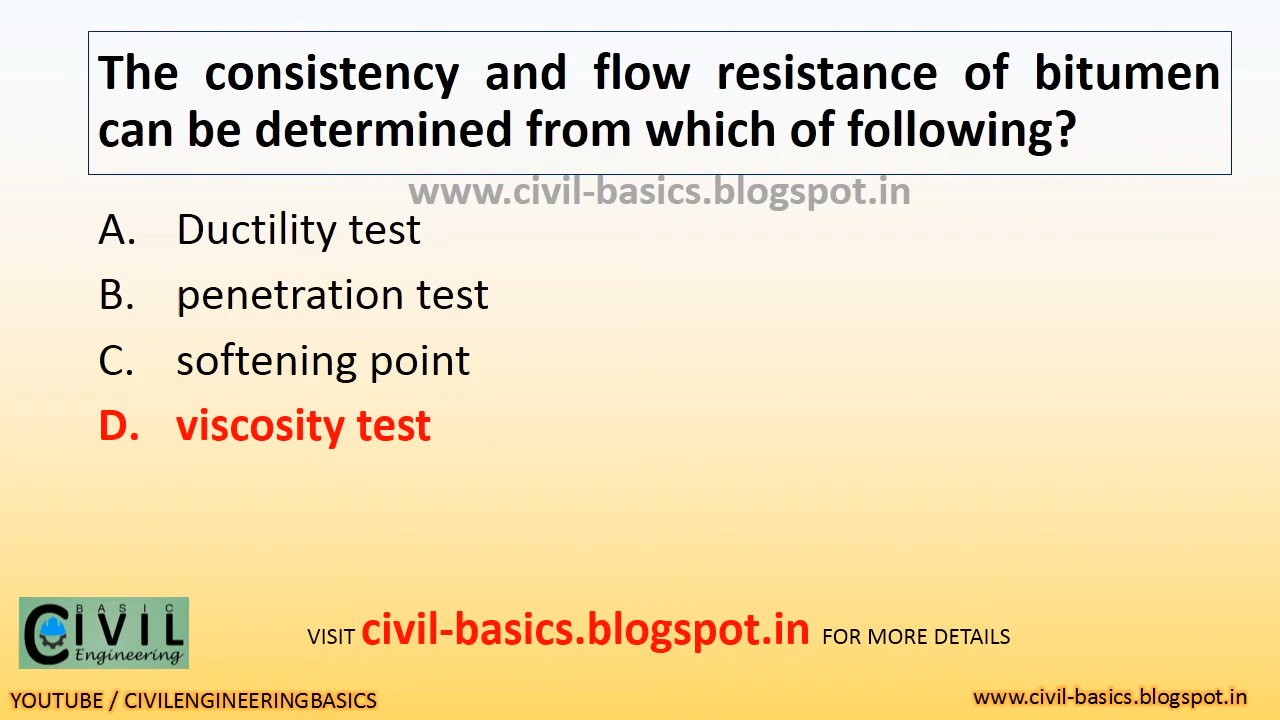 The consistency and flow resistance of bitumen
can be determined from which of following?
www.civil-basics.blogspot.in
A. Ductility test
B. penetration test
C. softening point
D. viscosity test
BASIC
CIVIL
Engineering
VISIT civil-basics.blogspot.in FOR MORE DETAILS
YOUTUBE / CIVILENGINEERINGBASICS
www.civil-basics.blogspot.in